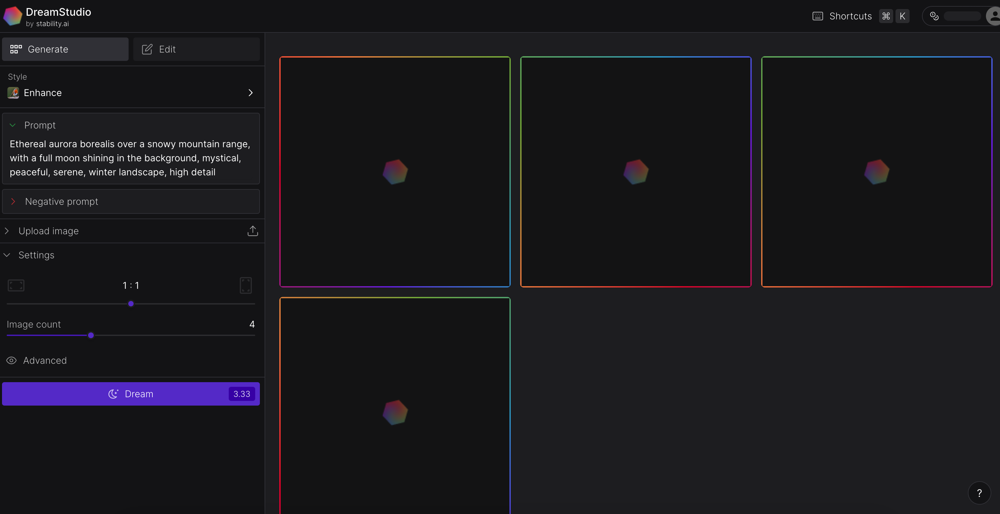 DreamStudio
by stability.ai
Shortcuts ⌘ K
Generate
Edit
Style
Enhance
Prompt
Ethereal aurora borealis over a snowy mountain range,
with a full moon shining in the background, mystical,
peaceful, serene, winter landscape, high detail
Negative prompt
Upload image
Settings
1 : 1
Image count 4
Advanced
Dream 3.33
?